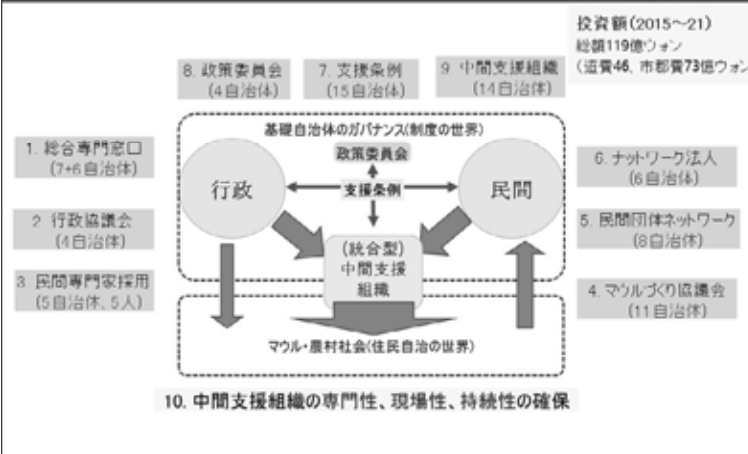 投資額(2015~21)
総額119億ウォン
(道費46、市郡費73億ウォン
8. 政策委員会
(4自治体)
7. 支援条例
(15自治体)
9 中間支援組織
(14自治体)
1. 総合専門窓口
(7+6自治体)
2. 行政協議会
(4自治体)
3 民間専門家採用
(5自治体、5人)
基礎自治体のガバナンス(制度の世界)
政策委員会
行政
支援条例
民間
(統合型)
中間支援
組織
マウル・農村社会(住民自治の世界)
6. ナットワーク法人
(6自治体)
5. 民間団体ネットワーク
(8自治体)
4. マウルづくり協議会
(11自治体)
10. 中間支援組織の専門性、現場性、持続性の確保